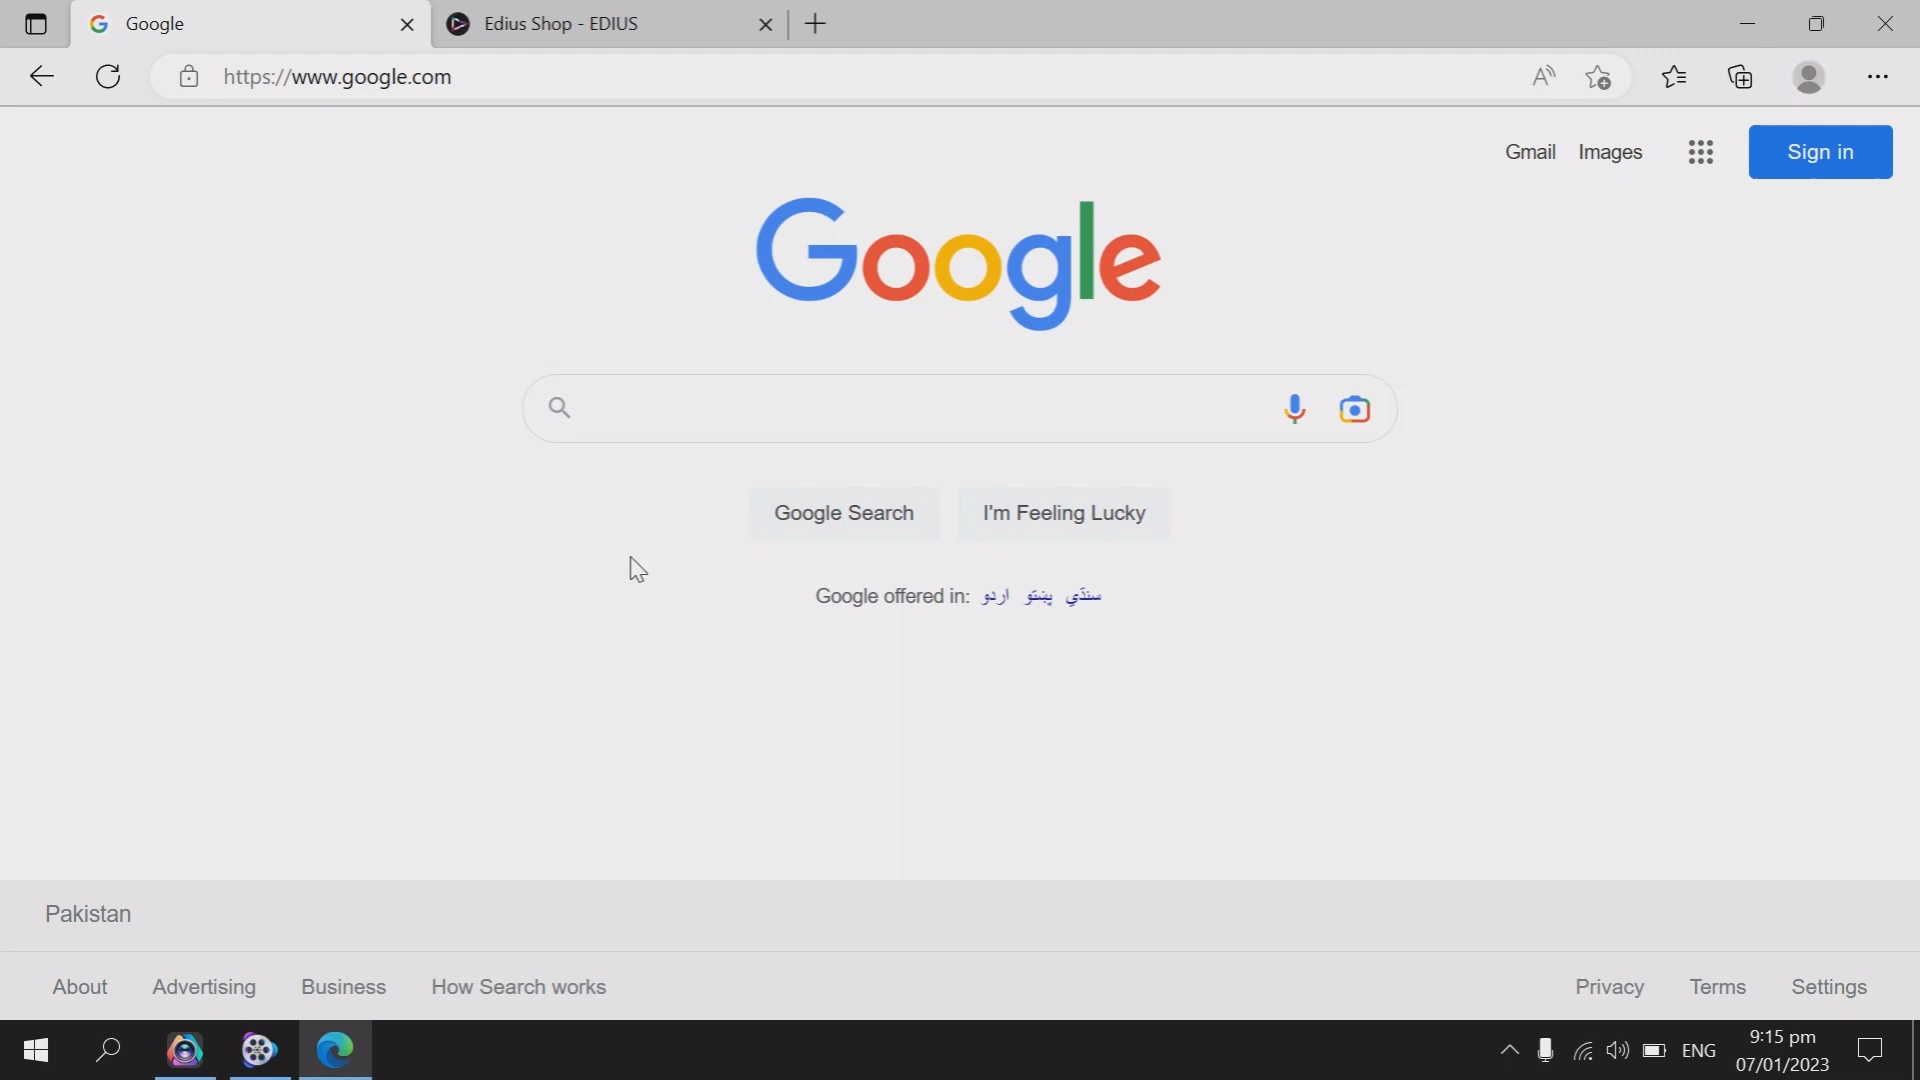 Google
Edius Shop - EDIUS
https://www.google.com
Gmail Images Sign in
Google
Google Search I'm Feeling Lucky
Google offered in: اردو پښتو سنڌي
Pakistan
About Advertising Business How Search works Privacy Terms Settings
ENG 9:15 pm
07/01/2023